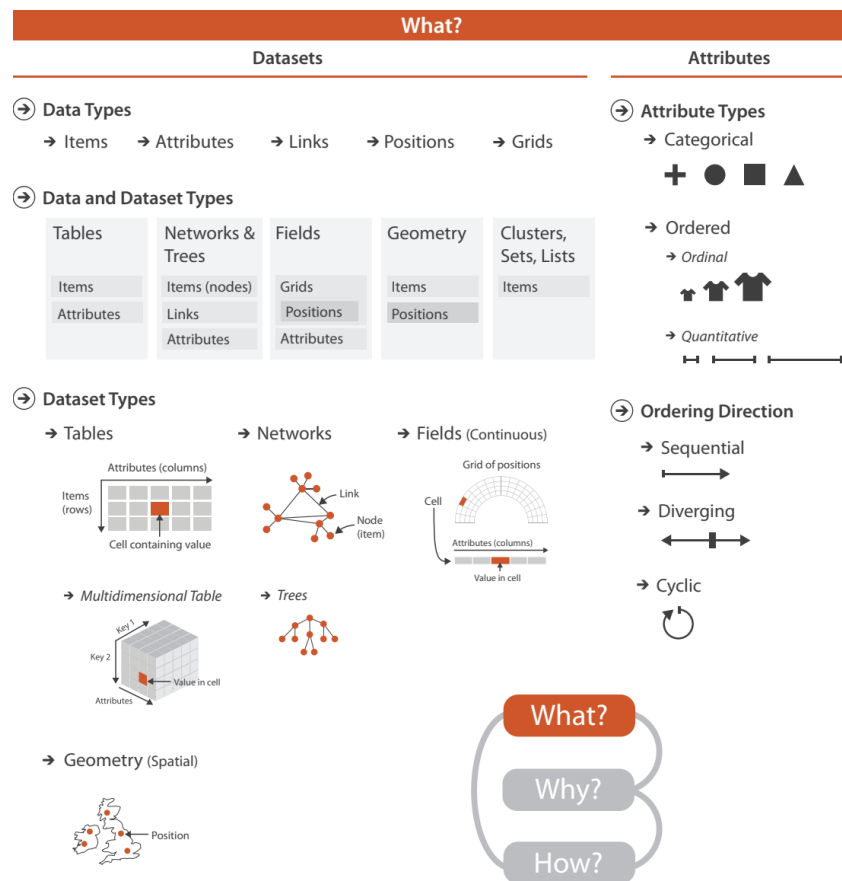 What?
Datasets
Attributes
Data Types
Items
Attributes
Links
Positions
Grids
Data and Dataset Types
Tables
Items
Attributes
Networks &
Trees
Items (nodes)
Links
Attributes
Fields
Grids
Positions
Attributes
Geometry
Items
Positions
Clusters,
Sets, Lists
Items
Dataset Types
Tables
Attributes (columns)
Items
(rows)
Cell containing value
Networks
Link
Node
(item)
Fields (Continuous)
Grid of positions
Cell
Attributes (columns)
Value in cell
Multidimensional Table
Key 1
Key 2
Value in cell
Attributes
Trees
Geometry (Spatial)
Position
Attribute Types
Categorical
Ordered
Ordinal
Quantitative
Ordering Direction
Sequential
Diverging
Cyclic
What?
Why?
How?